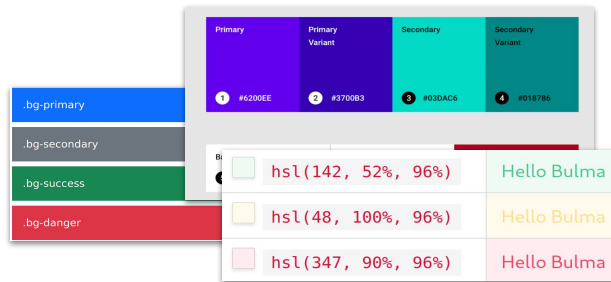 Primary
Primary
Variant
Secondary
Secondary
Variant
1 #6200EE
2 #3700B3
3 #03DAC6
4 #018786
.bg-primary
.bg-secondary
.bg-success
.bg-danger
hsl(142, 52%, 96%) Hello Bulma
hsl(48, 100%, 96%) Hello Bulma
hsl(347, 90%, 96%) Hello Bulma